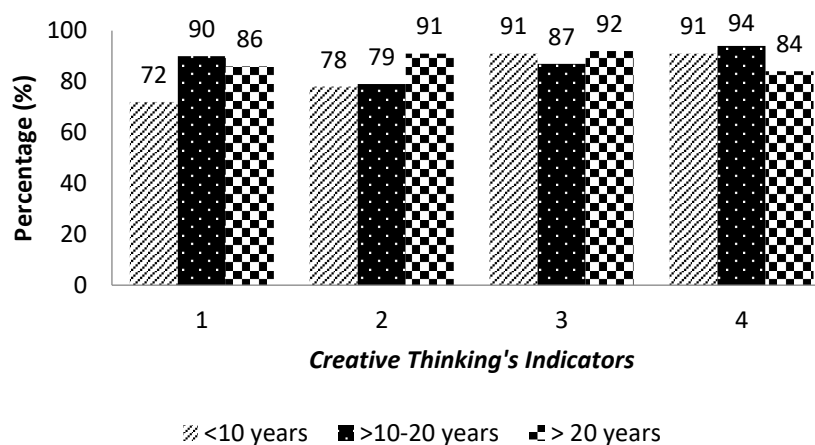 100
80
60
40
20
0
Percentage (%)
72 90 86 78 79 91 91 87 92 91 94 84
1 2 3 4
Creative Thinking's Indicators
<10 years >10-20 years > 20 years